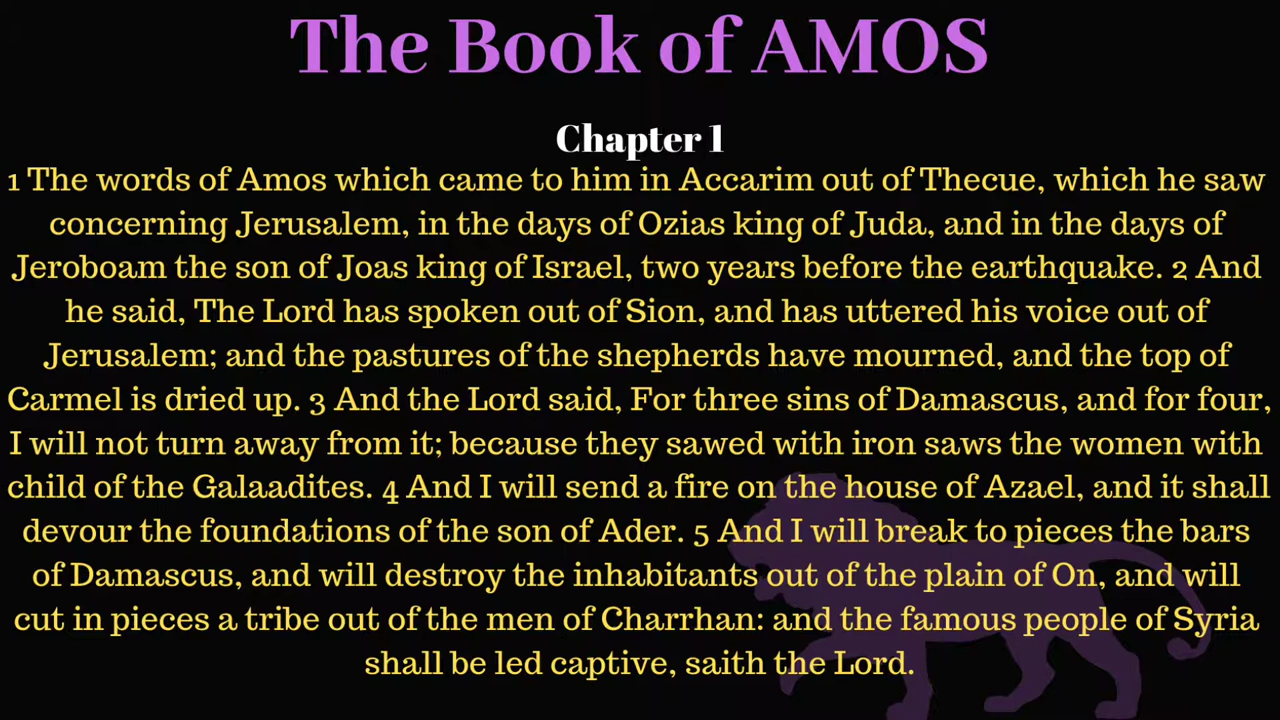 The Book of AMOS
Chapter 1
1 The words of Amos which came to him in Accarim out of Thecue, which he saw
concerning Jerusalem, in the days of Ozias king of Juda, and in the days of
Jeroboam the son of Joas king of Israel, two years before the earthquake. 2 And
he said, The Lord has spoken out of Sion, and has uttered his voice out of
Jerusalem; and the pastures of the shepherds have mourned, and the top of
Carmel is dried up. 3 And the Lord said, For three sins of Damascus, and for four,
I will not turn away from it; because they sawed with iron saws the women with
child of the Galaadites. 4 And I will send a fire on the house of Azael, and it shall
devour the foundations of the son of Ader. 5 And I will break to pieces the bars
of Damascus, and will destroy the inhabitants out of the plain of On, and will
cut in pieces a tribe out of the men of Charrhan: and the famous people of Syria
shall be led captive, saith the Lord.